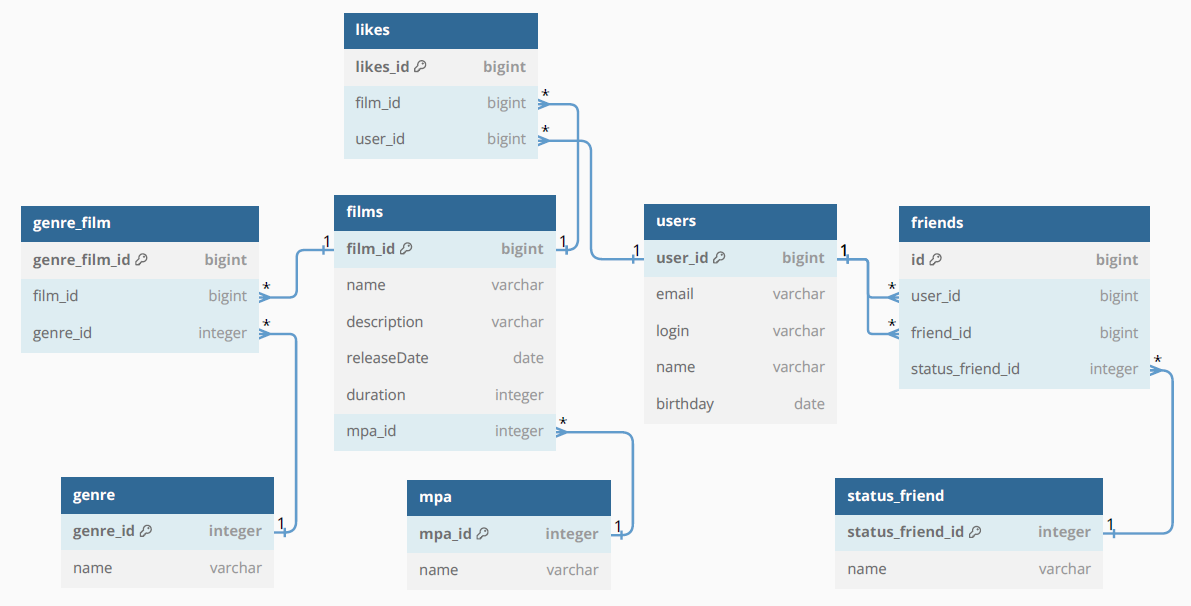 likes
likes_id bigint
film_id bigint
user_id bigint
*
*
genre_film
genre_film_id bigint
film_id bigint
genre_id integer
*
*
films
film_id bigint
name varchar
description varchar
releaseDate date
duration integer
mpa_id integer
1
1
*
users
user_id bigint
email varchar
login varchar
name varchar
birthday date
1
1
friends
id bigint
user_id bigint
friend_id bigint
status_friend_id integer
*
*
*
genre
genre_id integer
name varchar
1
mpa
mpa_id integer
name varchar
1
status_friend
status_friend_id integer
name varchar
1